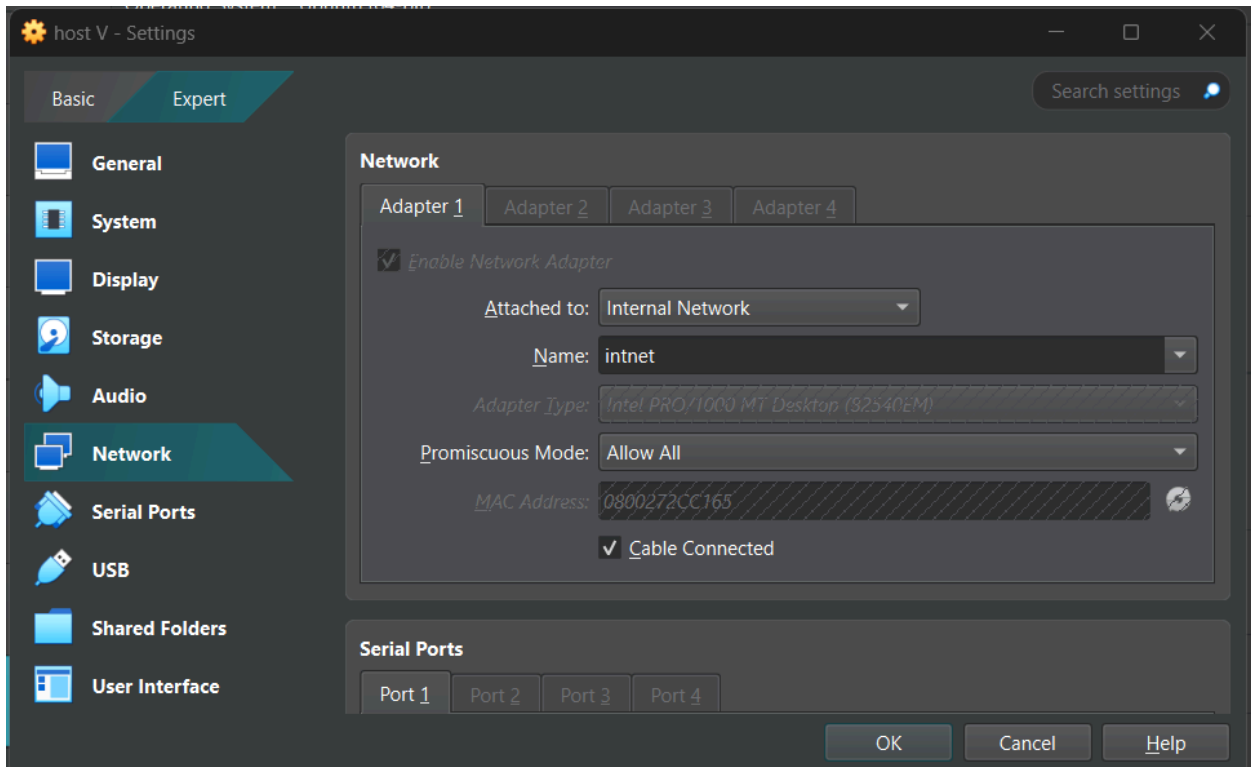 host V - Settings
Basic
Expert
Search settings
General
System
Display
Storage
Audio
Network
Serial Ports
USB
Shared Folders
User Interface
Network
Adapter 1 Adapter 2 Adapter 3 Adapter 4
Enable Network Adapter
Attached to: Internal Network
Name: intnet
Adapter Type: Intel PRO/1000 MT Desktop (82540EM)
Promiscuous Mode: Allow All
MAC Address: 0800272CC165
Cable Connected
Serial Ports
Port 1 Port 2 Port 3 Port 4
OK Cancel Help